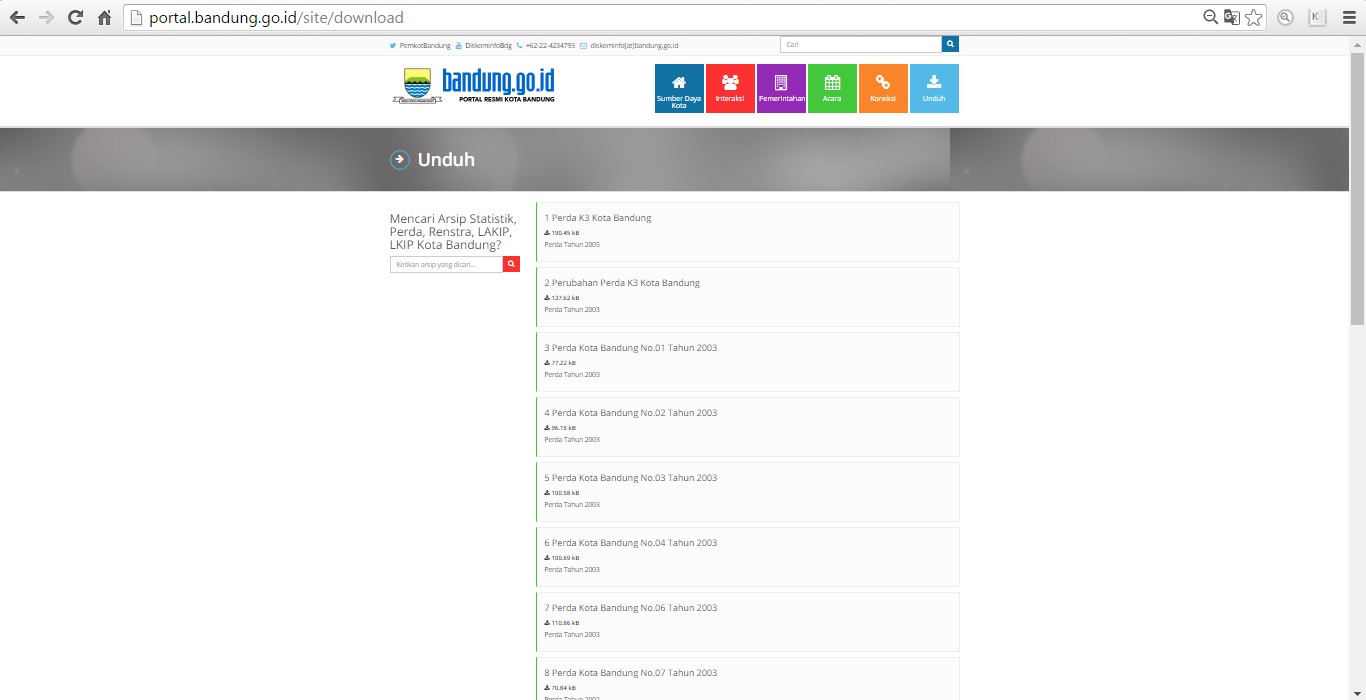 portal.bandung.go.id/site/download
PemkotBandung DiskominfoBdg +62-22-4234793 diskominfo[at]bandung.go.id
Cari
bandung.go.id
PORTAL RESMI KOTA BANDUNG
Sumber Daya
Kota
Interaksi
Pemerintahan
Acara
Koneksi
Unduh
Unduh
Mencari Arsip Statistik,
Perda, Renstra, LAKIP,
LKIP Kota Bandung?
Ketikan arsip yang dicari...
1 Perda K3 Kota Bandung
190.45 kB
Perda Tahun 2005
2 Perubahan Perda K3 Kota Bandung
137.62 kB
Perda Tahun 2003
3 Perda Kota Bandung No.01 Tahun 2003
77.22 kB
Perda Tahun 2003
4 Perda Kota Bandung No.02 Tahun 2003
96.15 kB
Perda Tahun 2003
5 Perda Kota Bandung No.03 Tahun 2003
100.58 kB
Perda Tahun 2003
6 Perda Kota Bandung No.04 Tahun 2003
100.69 kB
Perda Tahun 2003
7 Perda Kota Bandung No.06 Tahun 2003
110.86 kB
Perda Tahun 2003
8 Perda Kota Bandung No.07 Tahun 2003
70.84 kB